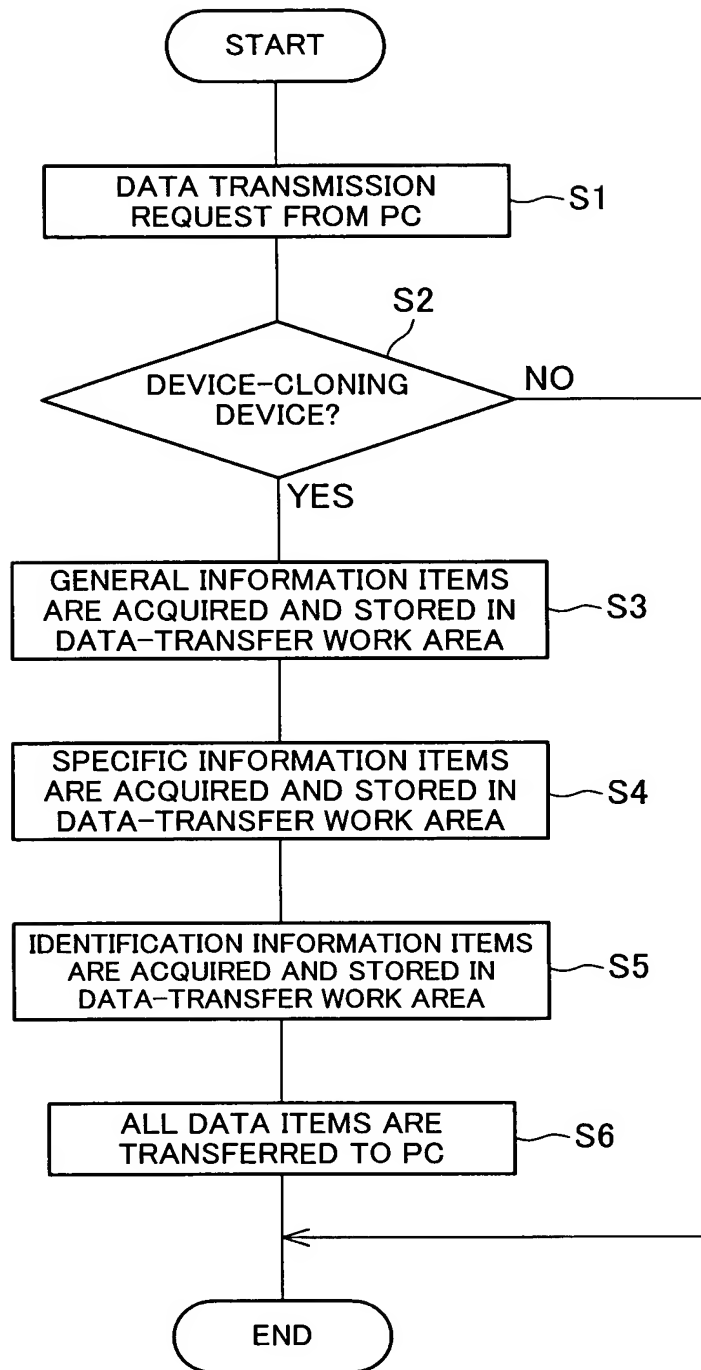 START
DATA TRANSMISSION
REQUEST FROM PC
S1
S2
DEVICE-CLONING
DEVICE?
NO
YES
GENERAL INFORMATION ITEMS
ARE ACQUIRED AND STORED IN
DATA-TRANSFER WORK AREA
S3
SPECIFIC INFORMATION ITEMS
ARE ACQUIRED AND STORED IN
DATA-TRANSFER WORK AREA
S4
IDENTIFICATION INFORMATION ITEMS
ARE ACQUIRED AND STORED IN
DATA-TRANSFER WORK AREA
S5
ALL DATA ITEMS ARE
TRANSFERRED TO PC
S6
END